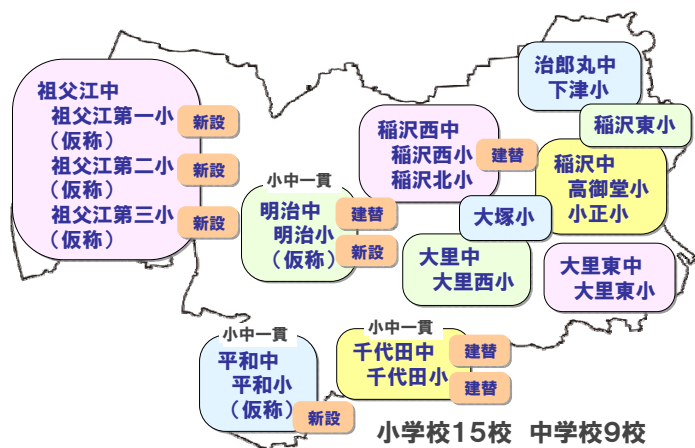 祖父江中
祖父江第一小
（仮称）
新設
祖父江第二小
（仮称）
新設
祖父江第三小
（仮称）
新設
小中一貫
明治中
建替
明治小
（仮称）
新設
稲沢西中
稲沢西小
建替
稲沢北小
治郎丸中
下津小
稲沢東小
稲沢中
高御堂小
小正小
大塚小
大里中
大里西小
大里東中
大里東小
小中一貫
平和中
平和小
（仮称）
新設
小中一貫
千代田中
建替
千代田小
建替
小学校15校 中学校9校